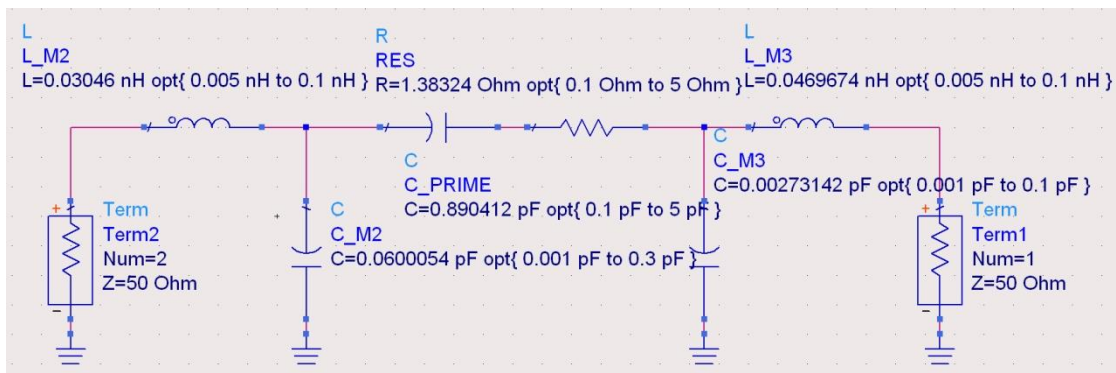 L
L_M2
L=0.03046 nH opt{ 0.005 nH to 0.1 nH }
R
RES
R=1.38324 Ohm opt{ 0.1 Ohm to 5 Ohm }
L
L_M3
L=0.0469674 nH opt{ 0.005 nH to 0.1 nH }
C
C_PRIME
C=0.890412 pF opt{ 0.1 pF to 5 pF }
C
C_M3
C=0.00273142 pF opt{ 0.001 pF to 0.1 pF }
+
Term
Term2
Num=2
Z=50 Ohm
-
C
C_M2
C=0.0600054 pF opt{ 0.001 pF to 0.3 pF }
+
Term
Term1
Num=1
Z=50 Ohm
-